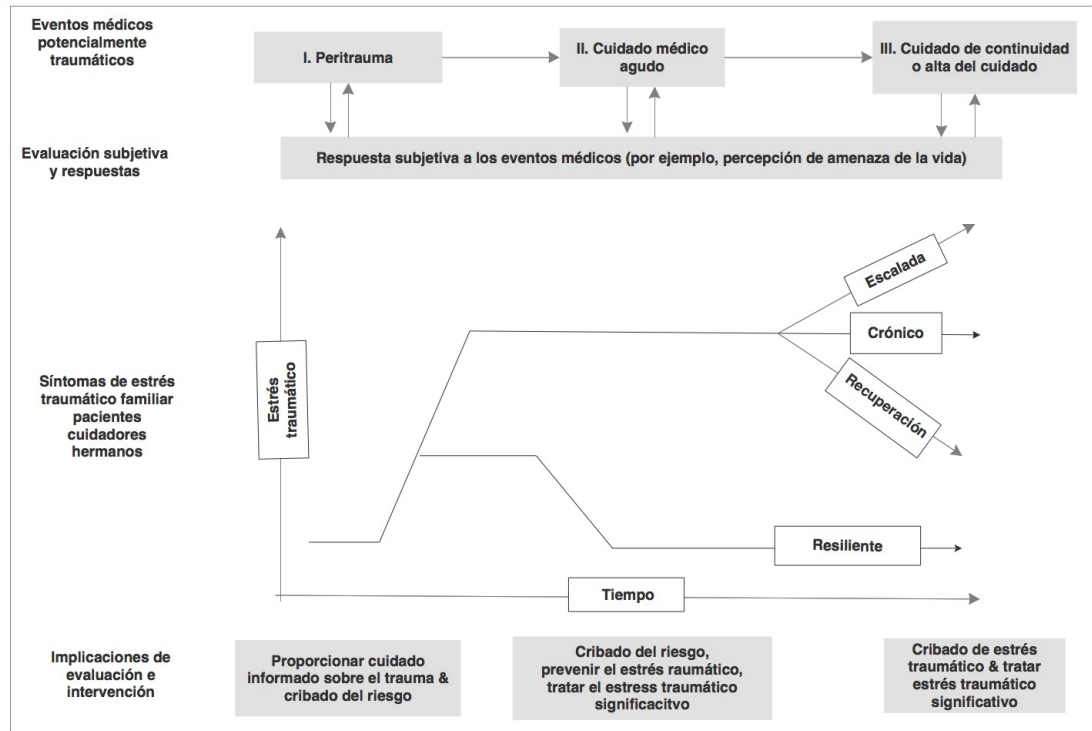 Eventos médicos
potencialmente
traumáticos
I. Peritrauma
II. Cuidado médico
agudo
III. Cuidado de continuidad
o alta del cuidado
Evaluación subjetiva
y respuestas
Respuesta subjetiva a los eventos médicos (por ejemplo, percepción de amenaza de la vida)
Síntomas de estrés
traumático familiar
pacientes
cuidadores
hermanos
Estrés
traumático
Escalada
Crónico
Recuperación
Resiliente
Tiempo
Implicaciones de
evaluación e
intervención
Proporcionar cuidado
informado sobre el trauma &
cribado del riesgo
Cribado del riesgo,
prevenir el estrés raumático,
tratar el estress traumático
significacitvo
Cribado de estrés
traumático & tratar
estrés traumático
significativo